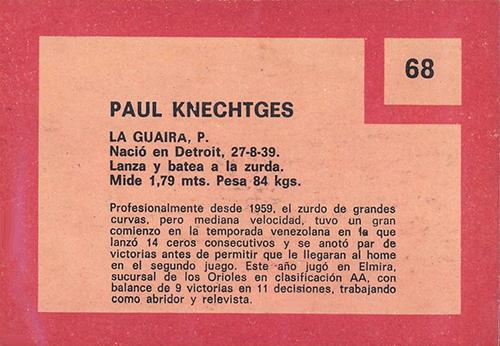 68
PAUL KNECHTGES
LA GUAIRA, P.
Nació en Detroit, 27-8-39.
Lanza y batea a la zurda.
Mide 1,79 mts. Pesa 84 kgs.
Profesionalmente desde 1959, el zurdo de grandes
curvas, pero mediana velocidad, tuvo un gran
comienzo en la temporada venezolana en la que
lanzó 14 ceros consecutivos y se anotó par de
victorias antes de permitir que le llegaran al home
en el segundo juago. Este año jugó en Elmira,
sucursal de los Orioles en clasificación AA, con
balance de 9 victorias en 11 decisiones, trabajando
como abridor y relevista.